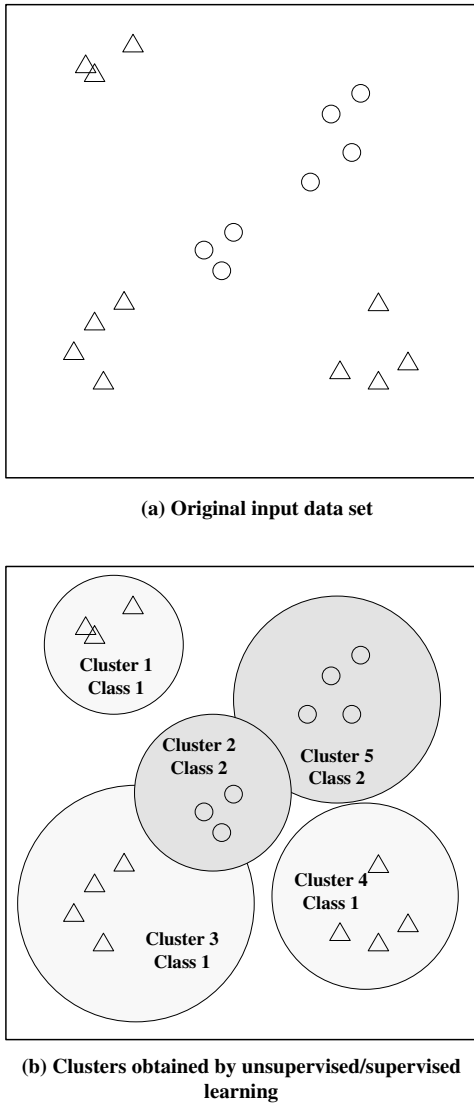 (a) Original input data set
Cluster 1
Class 1
Cluster 2
Class 2
Cluster 5
Class 2
Cluster 4
Class 1
Cluster 3
Class 1
(b) Clusters obtained by unsupervised/supervised
learning